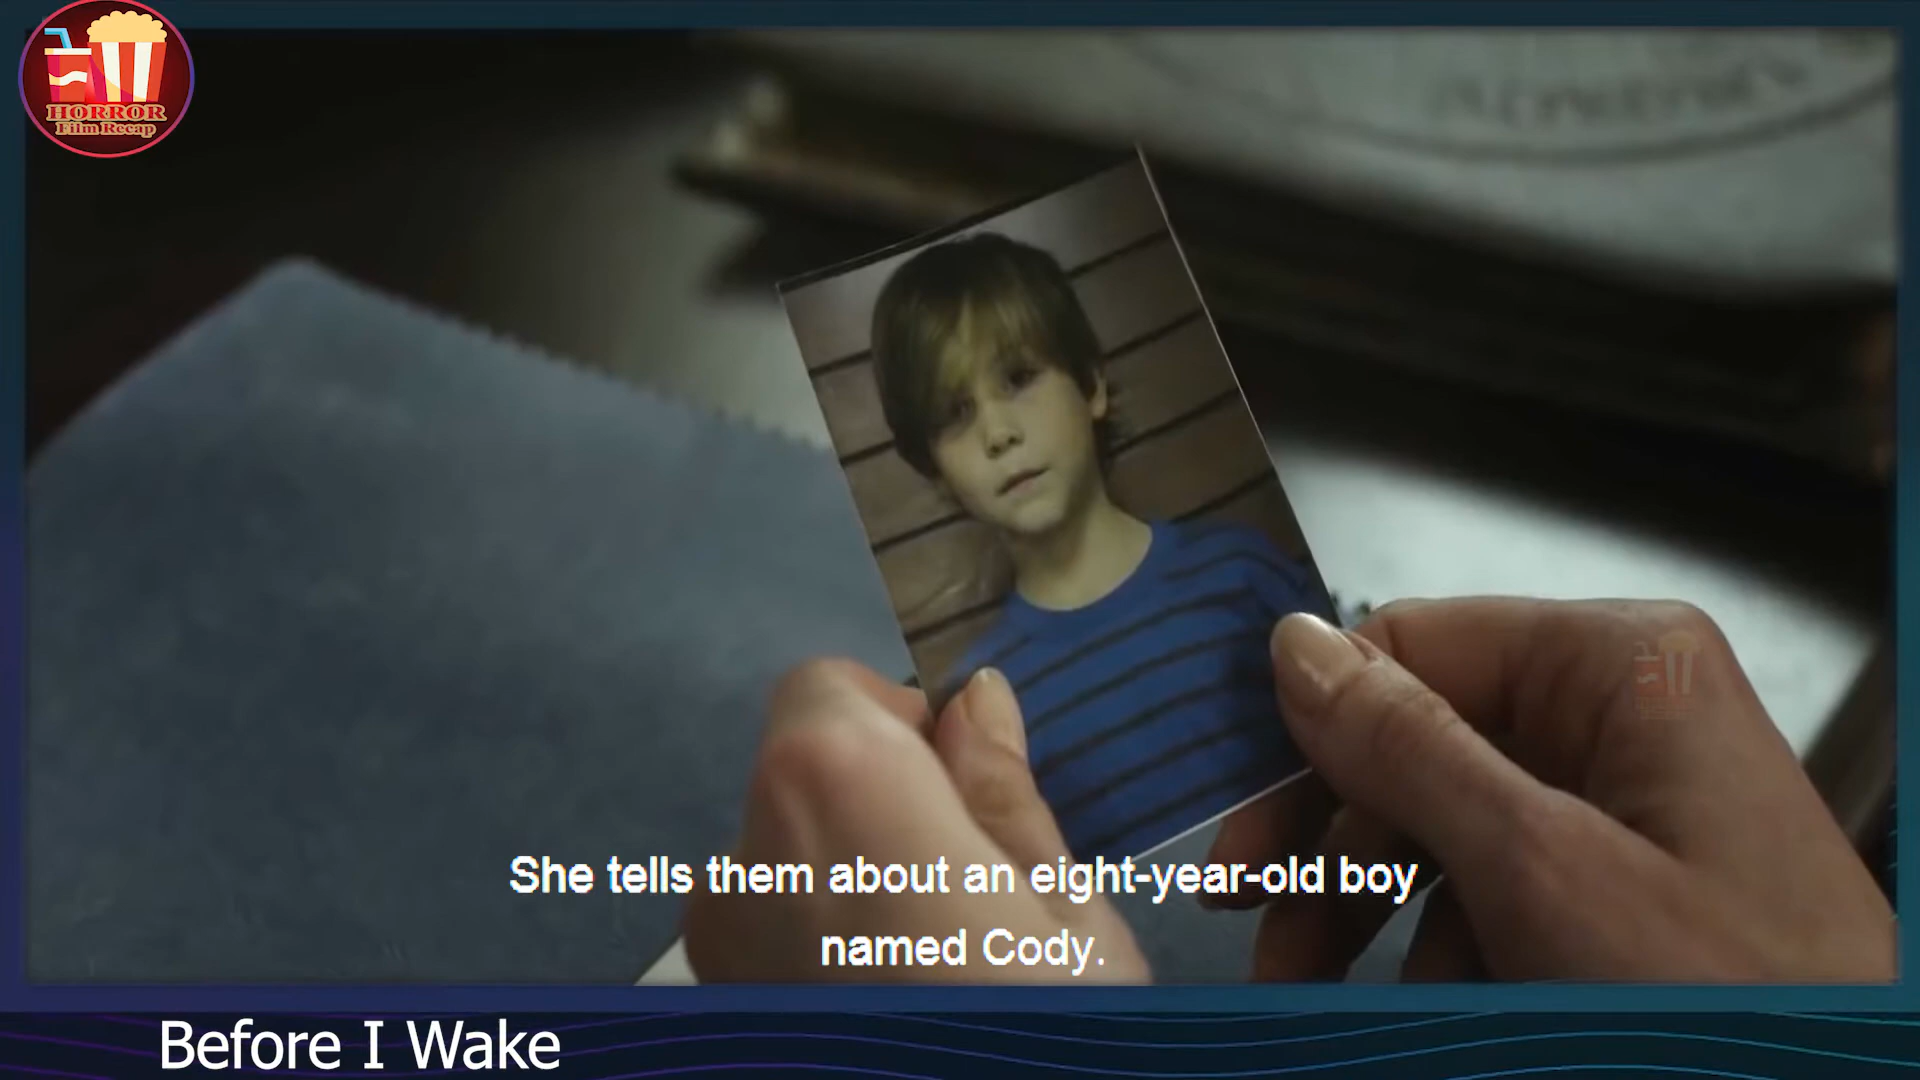 HORROR
Film Recap
She tells them about an eight-year-old boy
named Cody.
Before I Wake